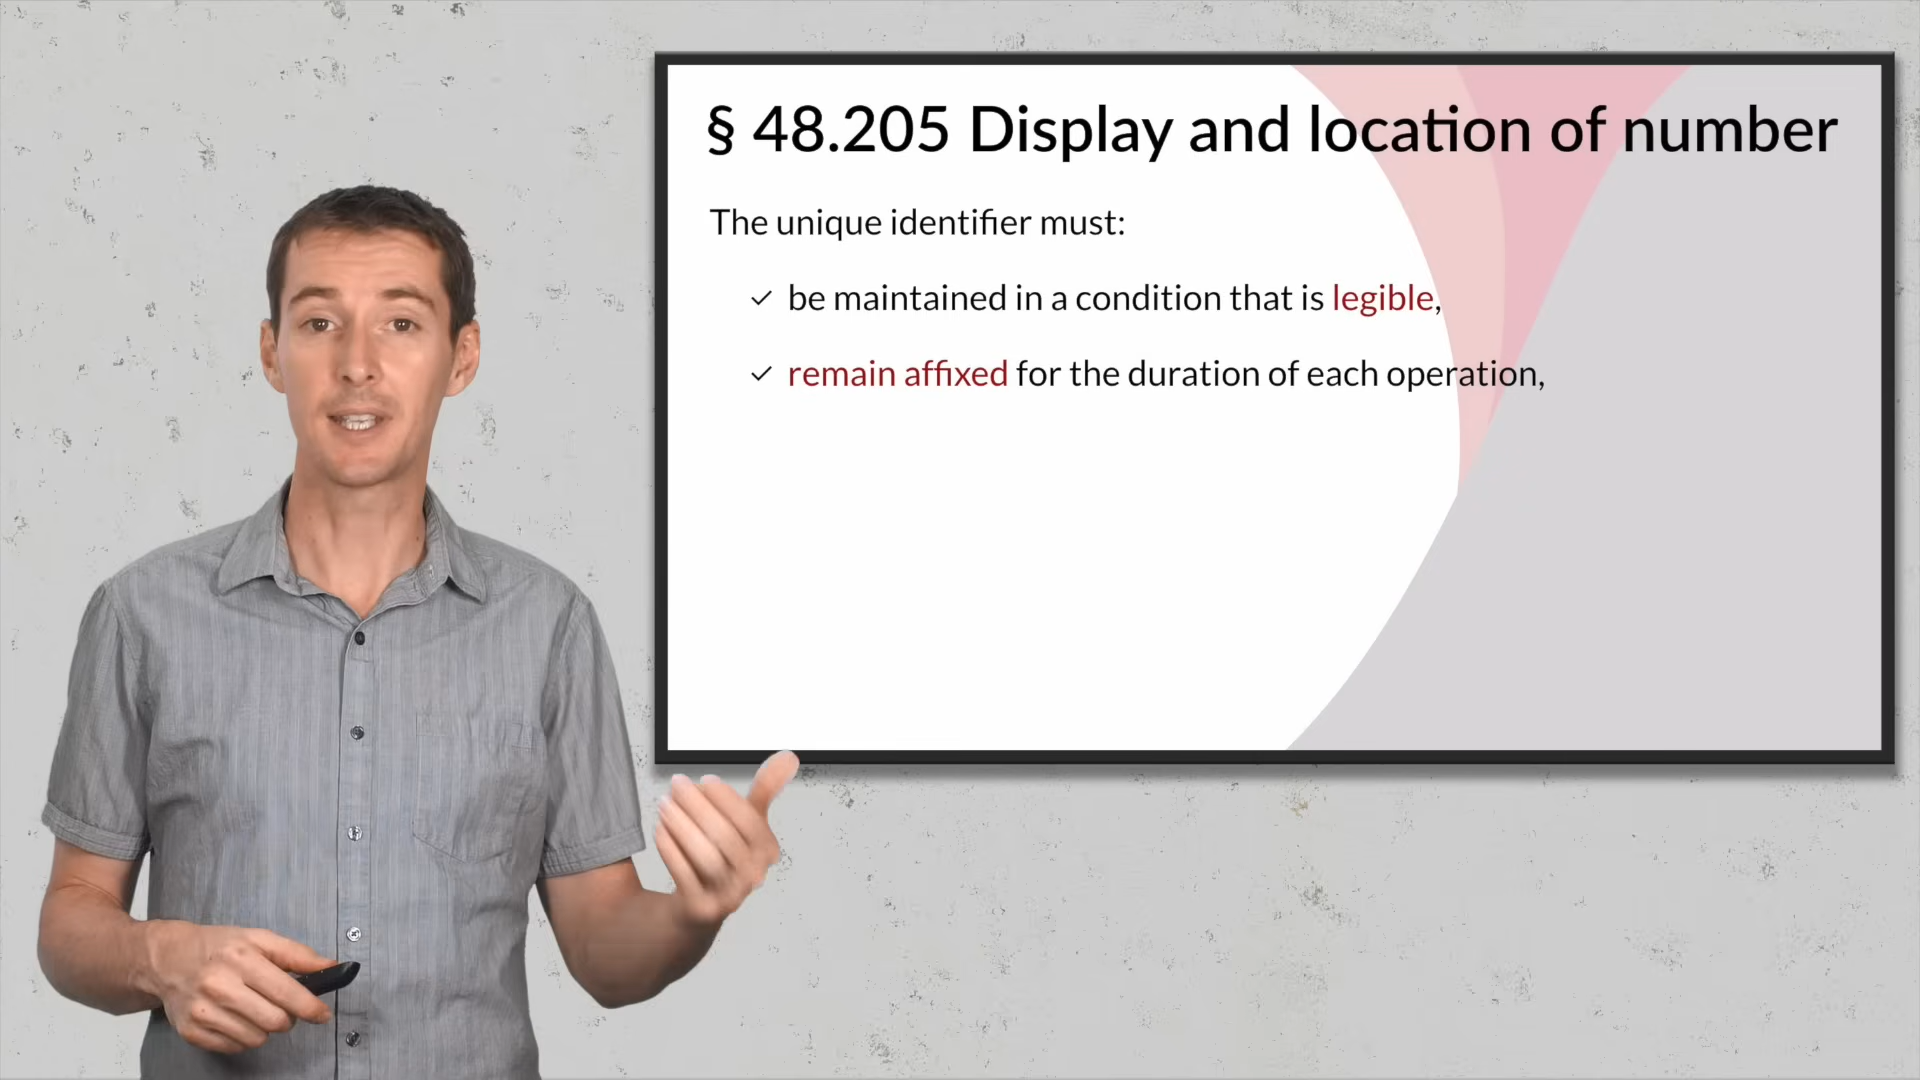 § 48.205 Display and location of number
The unique identifier must:
✓ be maintained in a condition that is legible,
✓ remain affixed for the duration of each operation,